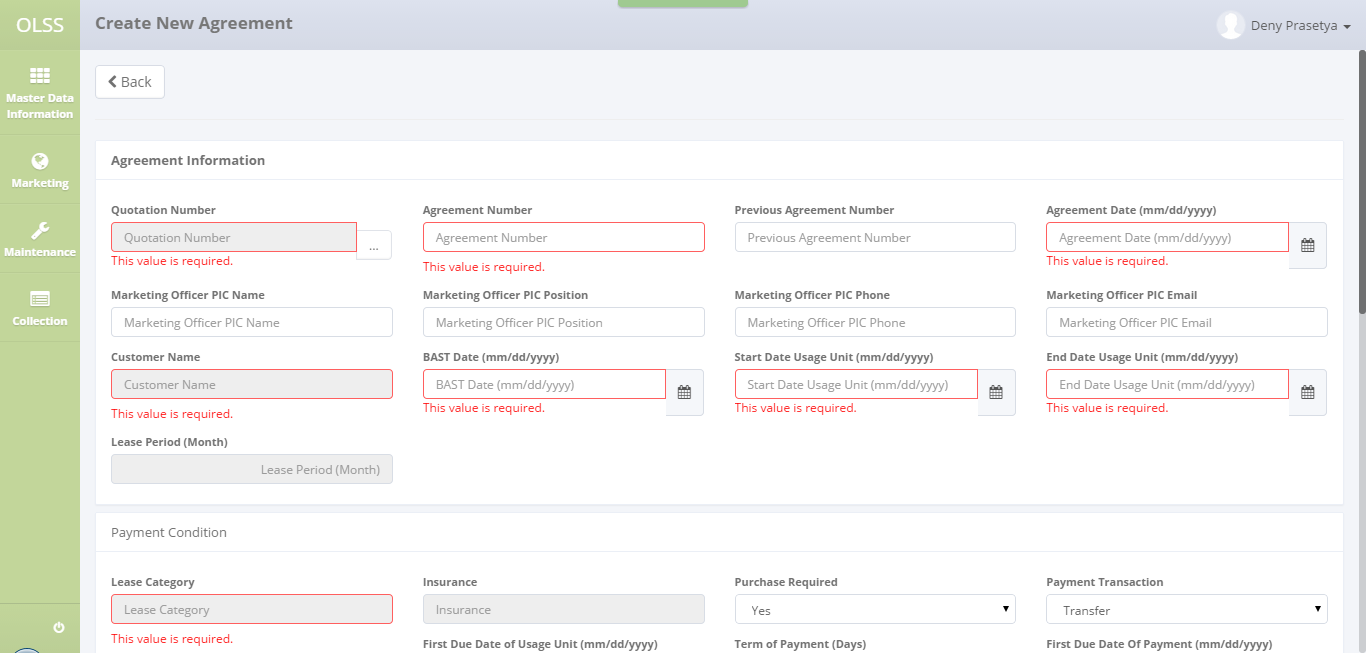 OLSS
Create New Agreement
Deny Prasetya
Master Data
Information
Marketing
Maintenance
Collection
Back
Agreement Information
Quotation Number
Agreement Number
Previous Agreement Number
Agreement Date (mm/dd/yyyy)
Quotation Number
...
Agreement Number
Previous Agreement Number
Agreement Date (mm/dd/yyyy)
This value is required.
This value is required.
This value is required.
Marketing Officer PIC Name
Marketing Officer PIC Position
Marketing Officer PIC Phone
Marketing Officer PIC Email
Marketing Officer PIC Name
Marketing Officer PIC Position
Marketing Officer PIC Phone
Marketing Officer PIC Email
Customer Name
BAST Date (mm/dd/yyyy)
Start Date Usage Unit (mm/dd/yyyy)
End Date Usage Unit (mm/dd/yyyy)
Customer Name
BAST Date (mm/dd/yyyy)
Start Date Usage Unit (mm/dd/yyyy)
End Date Usage Unit (mm/dd/yyyy)
This value is required.
This value is required.
This value is required.
This value is required.
Lease Period (Month)
Lease Period (Month)
Payment Condition
Lease Category
Insurance
Purchase Required
Payment Transaction
Lease Category
Insurance
Yes
Transfer
This value is required.
First Due Date of Usage Unit (mm/dd/yyyy)
Term of Payment (Days)
First Due Date Of Payment (mm/dd/yyyy)